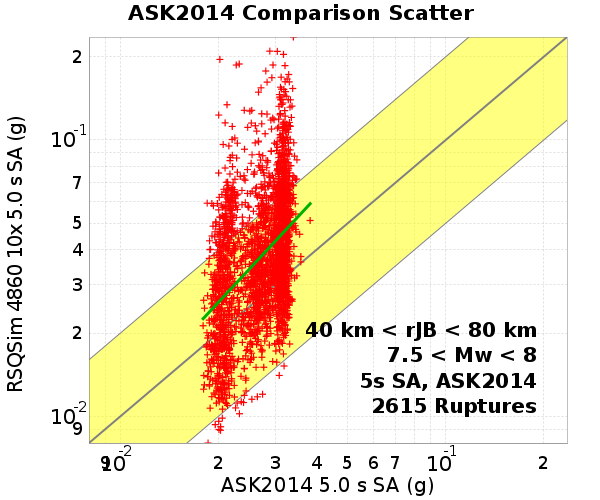 ASK2014 Comparison Scatter
RSQSim 4860 10x 5.0 s SA (g)
2
10-1
7
5
4
3
2
10-2
9
40 km < rJB < 80 km
7.5 < Mw < 8
5s SA, ASK2014
2615 Ruptures
9 10-2 2 3 4 5 6 7 10-1 2
ASK2014 5.0 s SA (g)